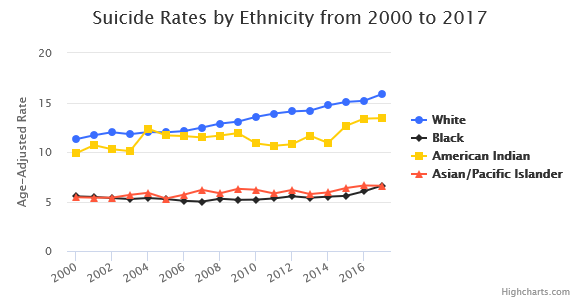 Suicide Rates by Ethnicity from 2000 to 2017
Age-Adjusted Rate
20
15
10
5
0
2000
2002
2004
2006
2008
2010
2012
2014
2016
White
Black
American Indian
Asian/Pacific Islander
Highcharts.com